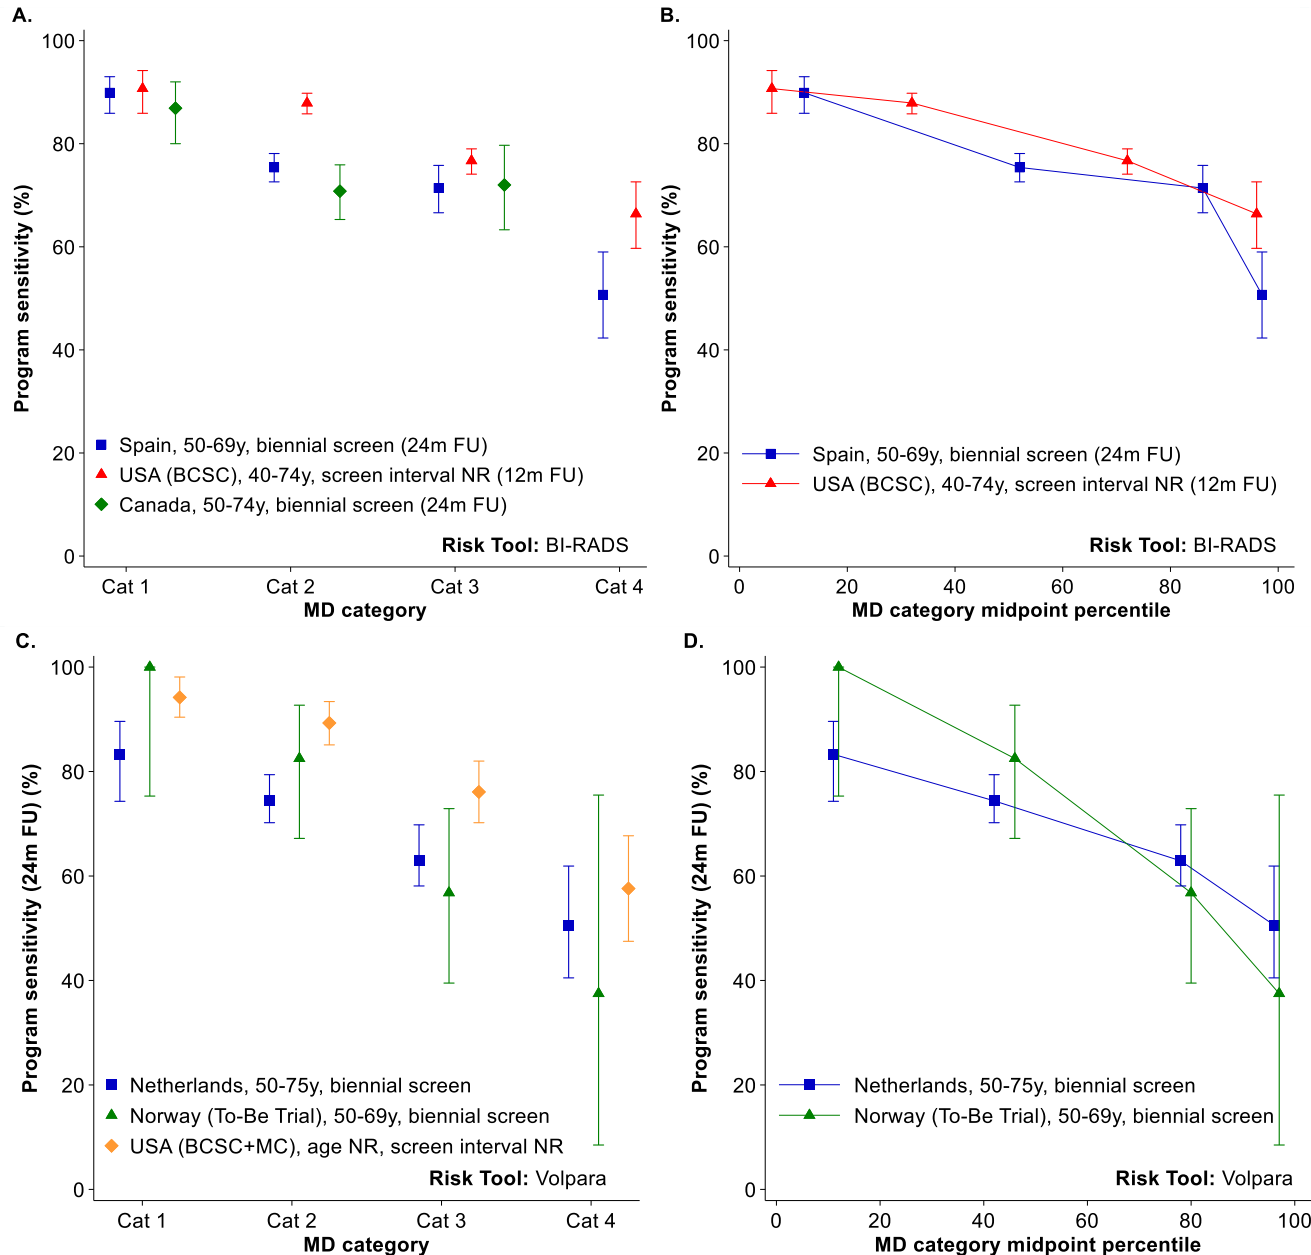 A.
100
80
60
40
20
0
Program sensitivity (%)
Spain, 50-69y, biennial screen (24m FU)
USA (BCSC), 40-74y, screen interval NR (12m FU)
Canada, 50-74y, biennial screen (24m FU)
Risk Tool: BI-RADS
Cat 1 Cat 2 Cat 3 Cat 4
MD category
B.
100
80
60
40
20
0
Program sensitivity (%)
Spain, 50-69y, biennial screen (24m FU)
USA (BCSC), 40-74y, screen interval NR (12m FU)
Risk Tool: BI-RADS
0 20 40 60 80 100
MD category midpoint percentile
C.
100
80
60
40
20
0
Program sensitivity (24m FU) (%)
Netherlands, 50-75y, biennial screen
Norway (To-Be Trial), 50-69y, biennial screen
USA (BCSC+MC), age NR, screen interval NR
Risk Tool: Volpara
Cat 1 Cat 2 Cat 3 Cat 4
MD category
D.
100
80
60
40
20
0
Program sensitivity (24m FU) (%)
Netherlands, 50-75y, biennial screen
Norway (To-Be Trial), 50-69y, biennial screen
Risk Tool: Volpara
0 20 40 60 80 100
MD category midpoint percentile